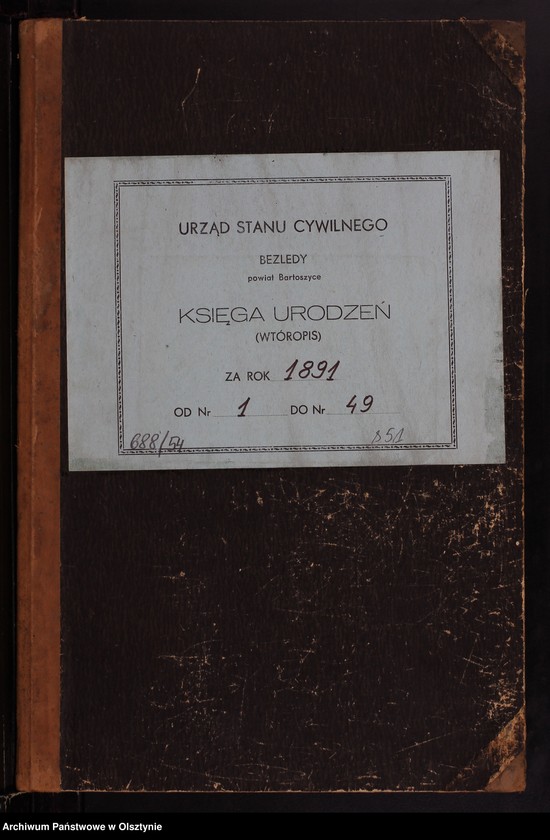 URZĄD STANU CYWILNEGO
BEZLEDY
powiat Bartoszyce
KSIĘGA URODZEŃ
(WTÓROPIS)
ZA ROK 1891
OD Nr 1 DO Nr 49
688/54
851
Archiwum Państwowe w Olsztynie